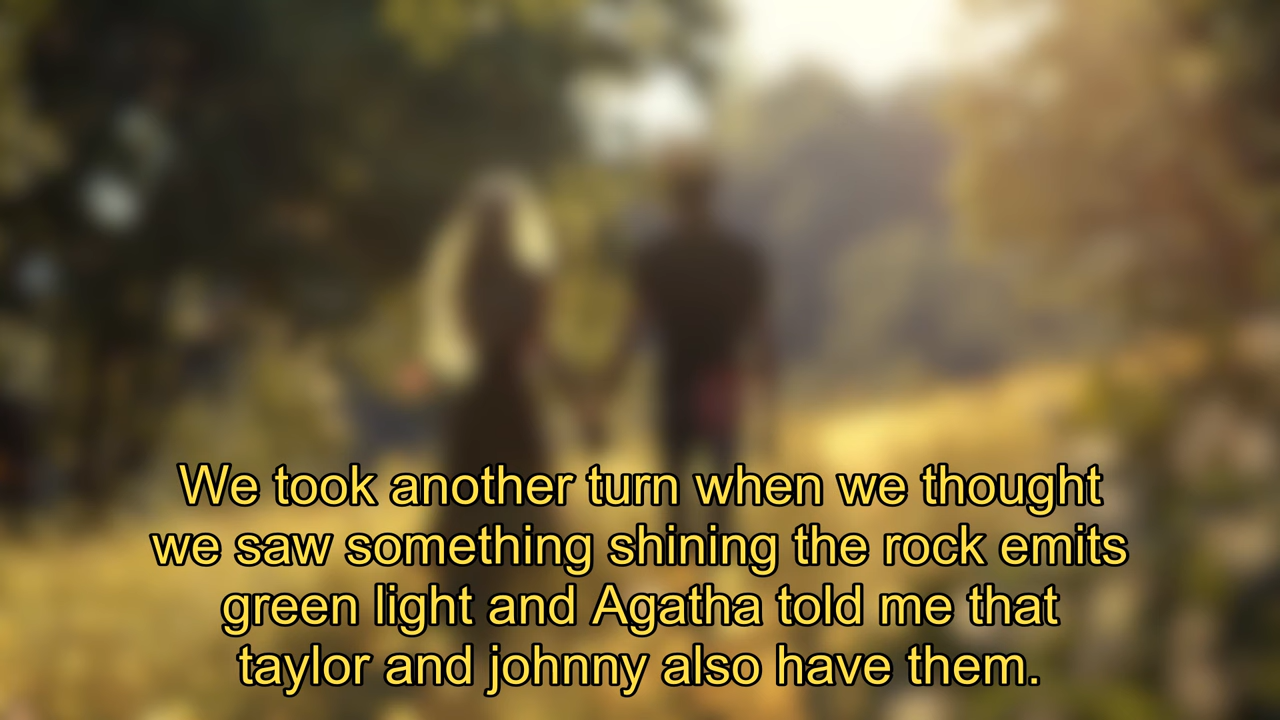 We took another turn when we thought
we saw something shining the rock emits
green light and Agatha told me that
taylor and johnny also have them.